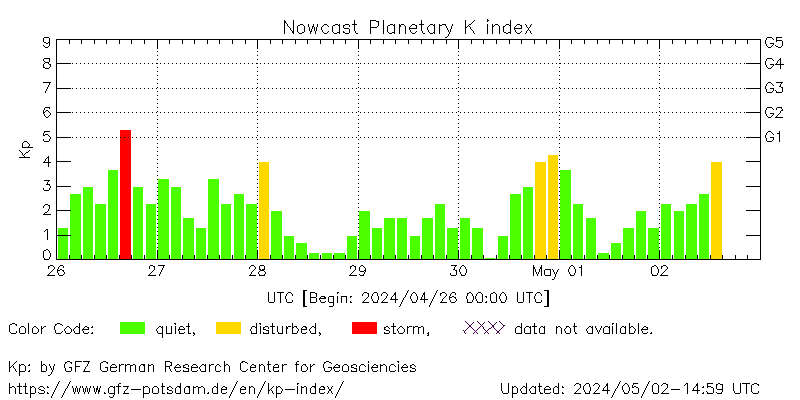 Nowcast Planetary K index
9 G5
8 G4
7 G3
6 G2
5 G1
4
3
2
1
0
Kp
26 27 28 29 30 May 01 02
UTC [Begin: 2024/04/26 00:00 UTC]
Color Code: quiet, disturbed, storm, data not available.
Kp: by GFZ German Research Center for Geosciencies
https://www.gfz-potsdam.de/en/kp-index/ Updated: 2024/05/02-14:59 UTC